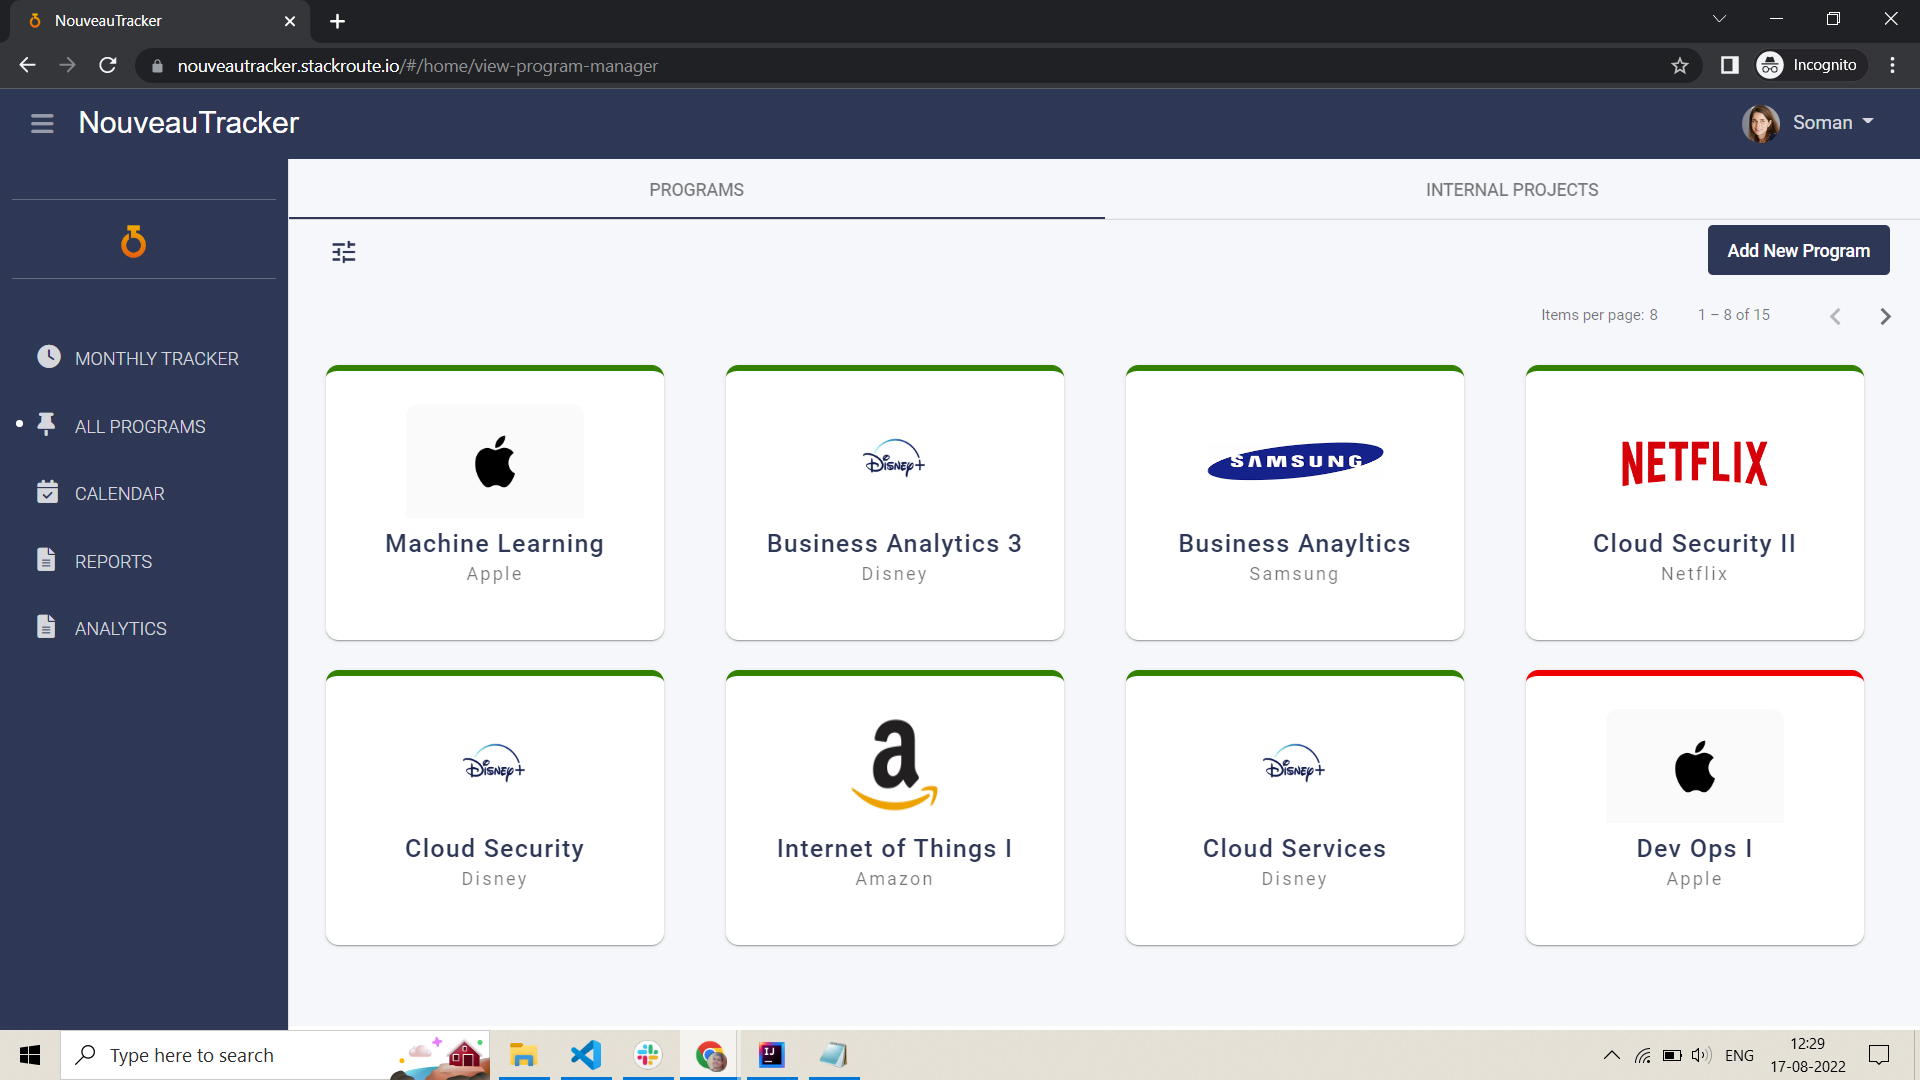 NouveauTracker
nouveautracker.stackroute.io/#/home/view-program-manager
Incognito
NouveauTracker
Soman
PROGRAMS
INTERNAL PROJECTS
Add New Program
Items per page: 8
1 – 8 of 15
MONTHLY TRACKER
ALL PROGRAMS
CALENDAR
REPORTS
ANALYTICS
Machine Learning
Apple
Disney+
Business Analytics 3
Disney
SAMSUNG
Business Anayltics
Samsung
NETFLIX
Cloud Security II
Netflix
Disney+
Cloud Security
Disney
a
Internet of Things I
Amazon
Disney+
Cloud Services
Disney
Dev Ops I
Apple
Type here to search
IJ
ENG
12:29
17-08-2022